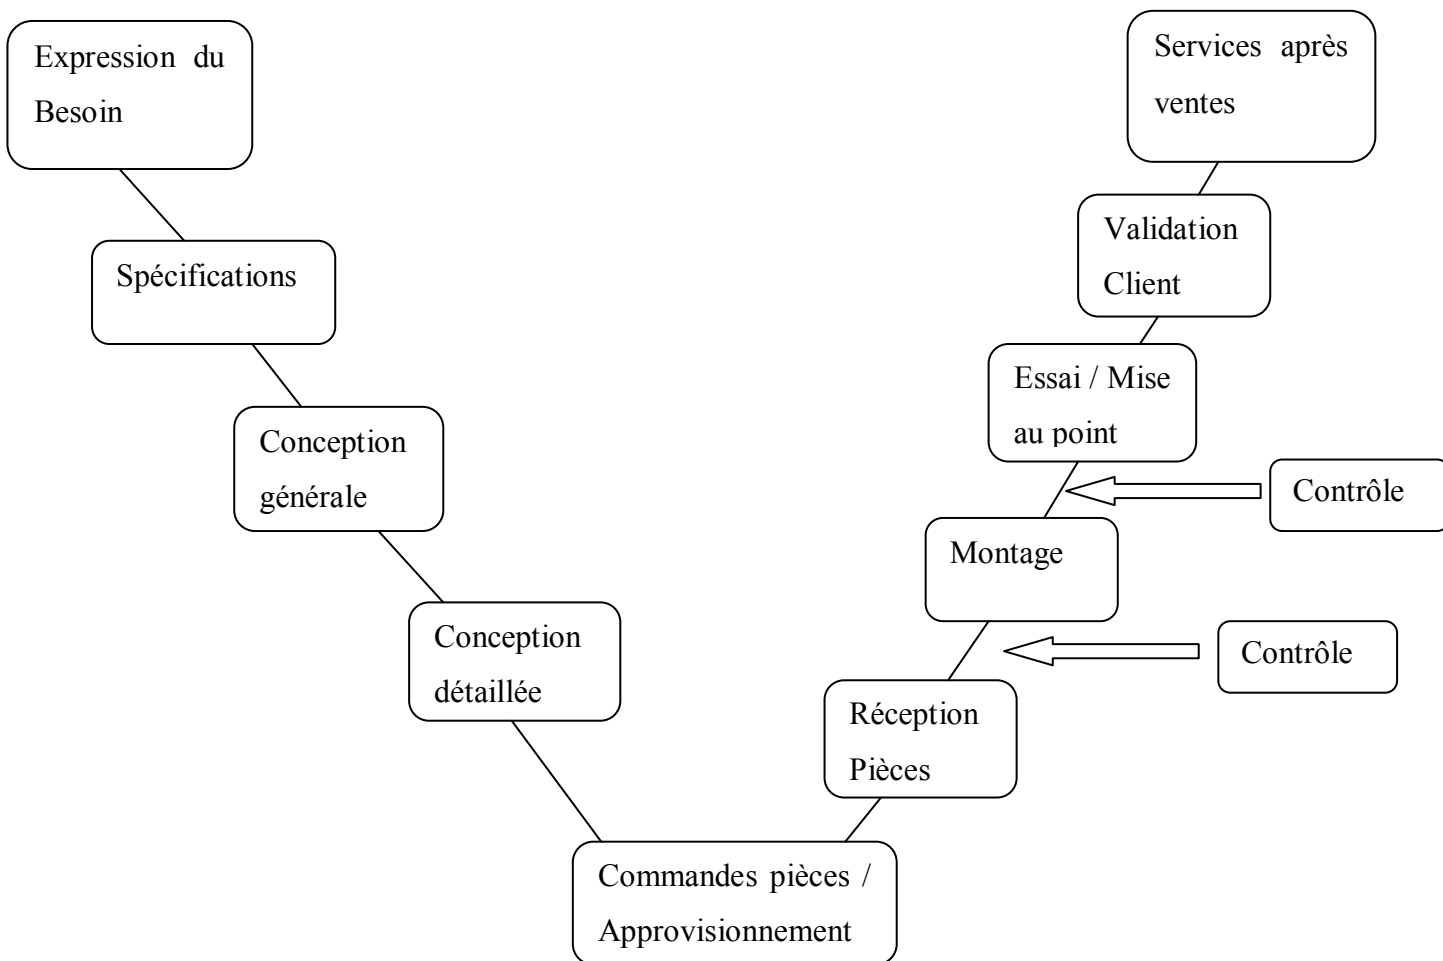 Expression du
Besoin
Spécifications
Conception
générale
Conception
détaillée
Commandes pièces /
Approvisionnement
Réception
Pièces
Contrôle
Montage
Contrôle
Essai / Mise
au point
Validation
Client
Services après
ventes